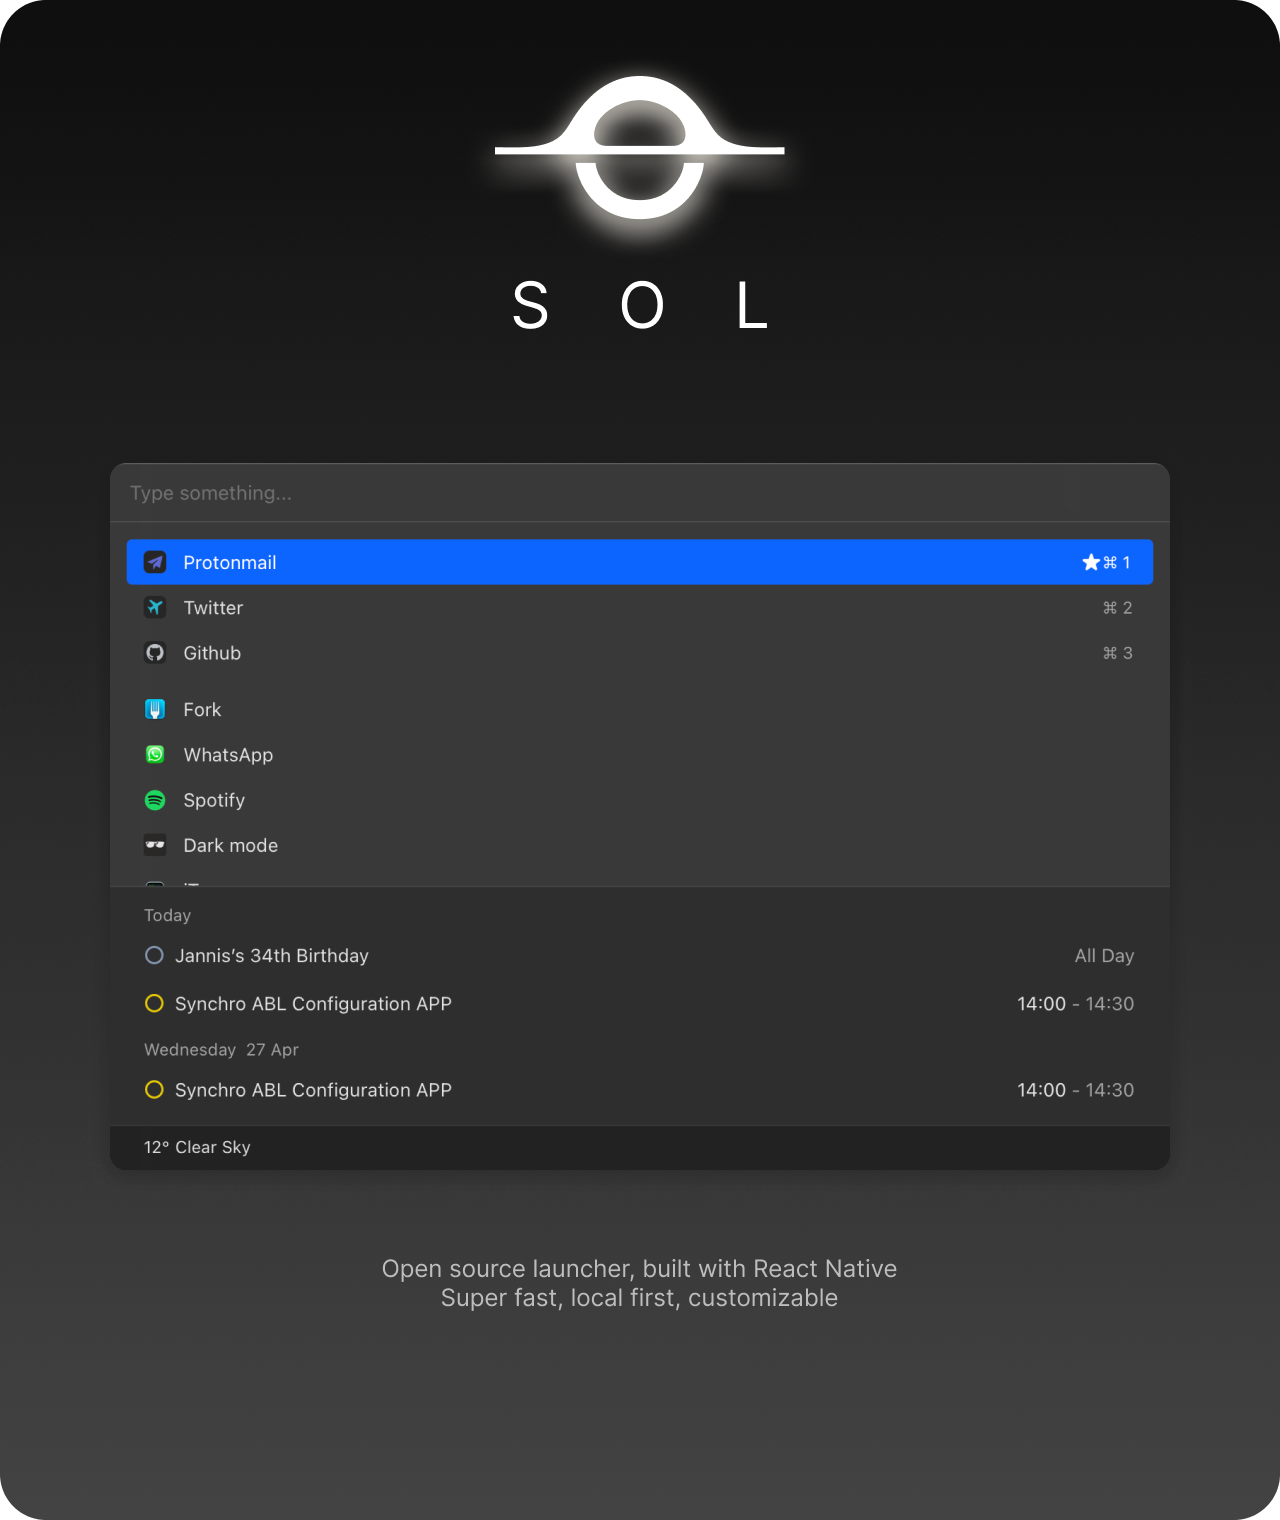 S O L
Type something...
Protonmail ⌘ 1
Twitter ⌘ 2
Github ⌘ 3
Fork
WhatsApp
Spotify
Dark mode
Today
Jannis’s 34th Birthday All Day
Synchro ABL Configuration APP 14:00 - 14:30
Wednesday 27 Apr
Synchro ABL Configuration APP 14:00 - 14:30
12° Clear Sky
Open source launcher, built with React Native
Super fast, local first, customizable